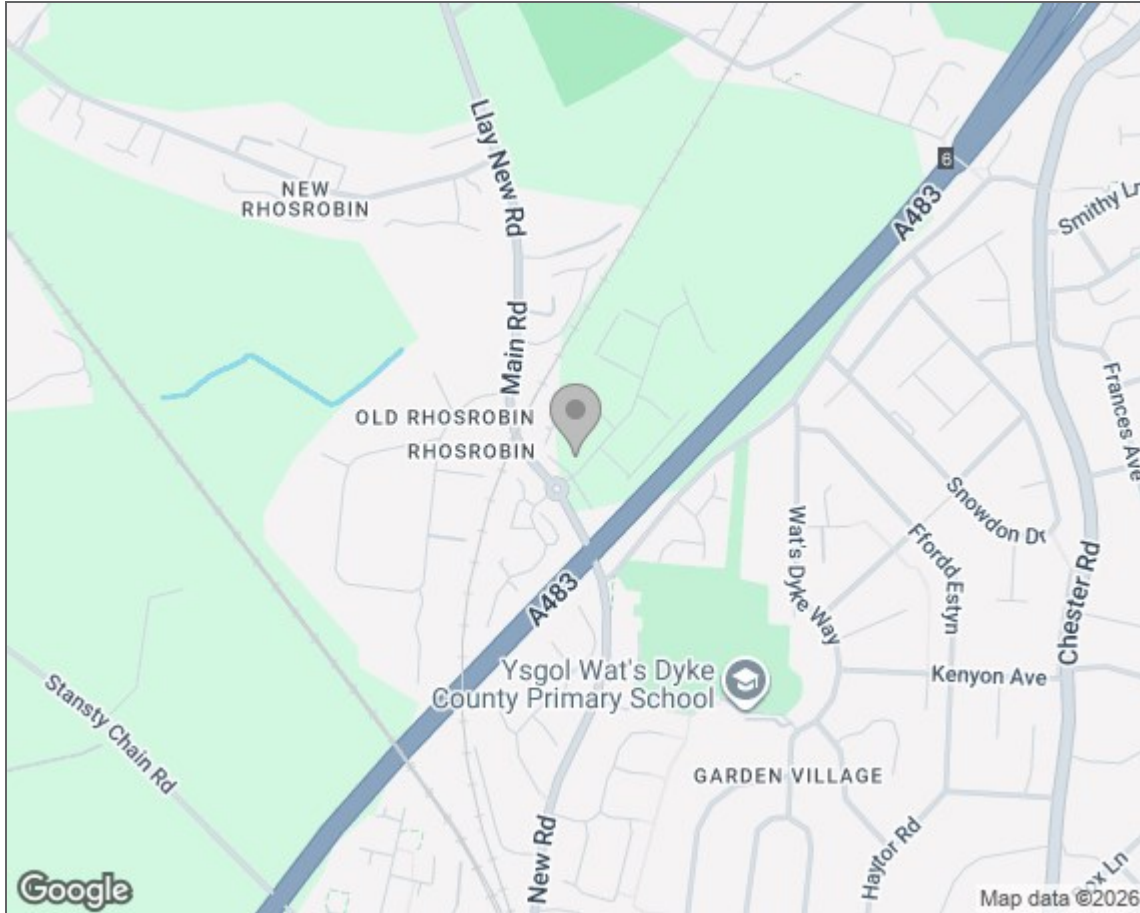 Llay New Rd
NEW
RHOSROBIN
6
A483
Smithy Ln
Main Rd
Frances Ave
OLD RHOSROBIN
RHOSROBIN
Snowdon Dr
Wat's Dyke Way
Ffordd Estyn
Chester Rd
A483
Ysgol Wat's Dyke
County Primary School
Kenyon Ave
Stansty Chain Rd
GARDEN VILLAGE
Haytor Rd
New Rd
Box Ln
Google
Map data ©2026